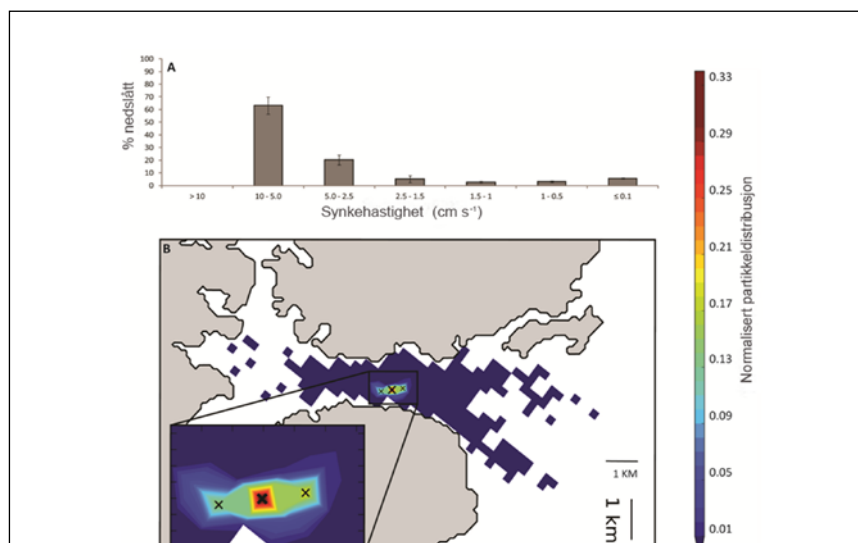 A
% nedslått
100
90
80
70
60
50
40
30
20
10
0
> 10
10 - 5.0
5.0 - 2.5
2.5 - 1.5
1.5 - 1
1 - 0.5
≤ 0.1
Synkehastighet (cm s⁻¹)
B
1 KM
1 km
0.33
0.29
0.25
0.21
0.17
0.13
0.09
0.05
0.01
Normalisert partikkeldistribusjon